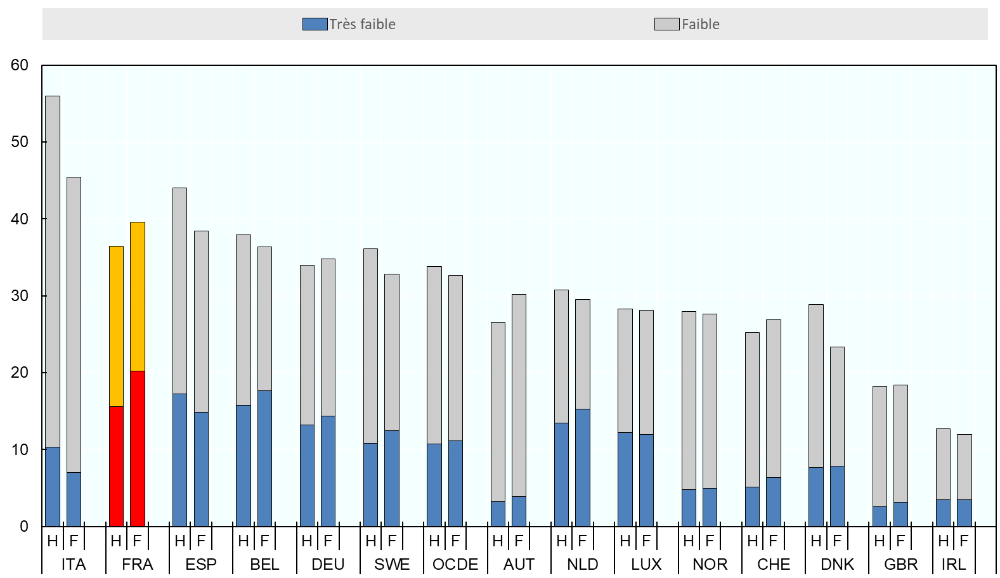 Très faible Faible
60
50
40
30
20
10
0
H F H F H F H F H F H F H F H F H F H F H F H F H F H F H F
ITA FRA ESP BEL DEU SWE OCDE AUT NLD LUX NOR CHE DNK GBR IRL